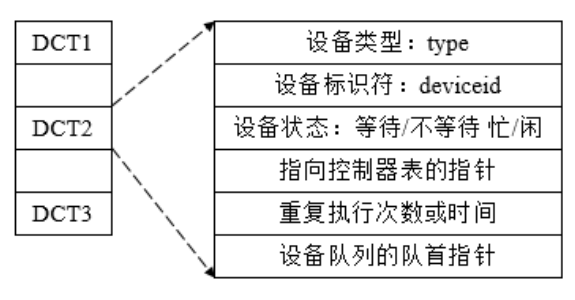 DCT1
DCT2
DCT3
设备类型：type
设备标识符：deviceid
设备状态：等待/不等待 忙/闲
指向控制器表的指针
重复执行次数或时间
设备队列的队首指针